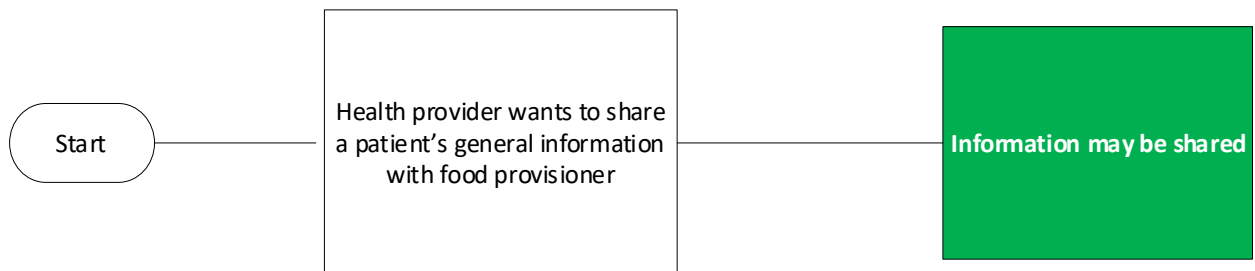 Start
Health provider wants to share
a patient’s general information
with food provisioner
Information may be shared